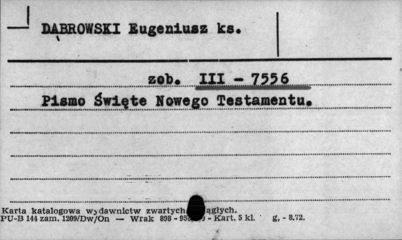 DĄBROWSKI Eugeniusz ks.
zob. III - 7556
Pismo Święte Nowego Testamentu.
Karta katalogowa wydawnictw zwartych
PU-B 144 zam. 1209/Dw/On — Wrak 898 - Kart. 5 kl. g, - 8.72.